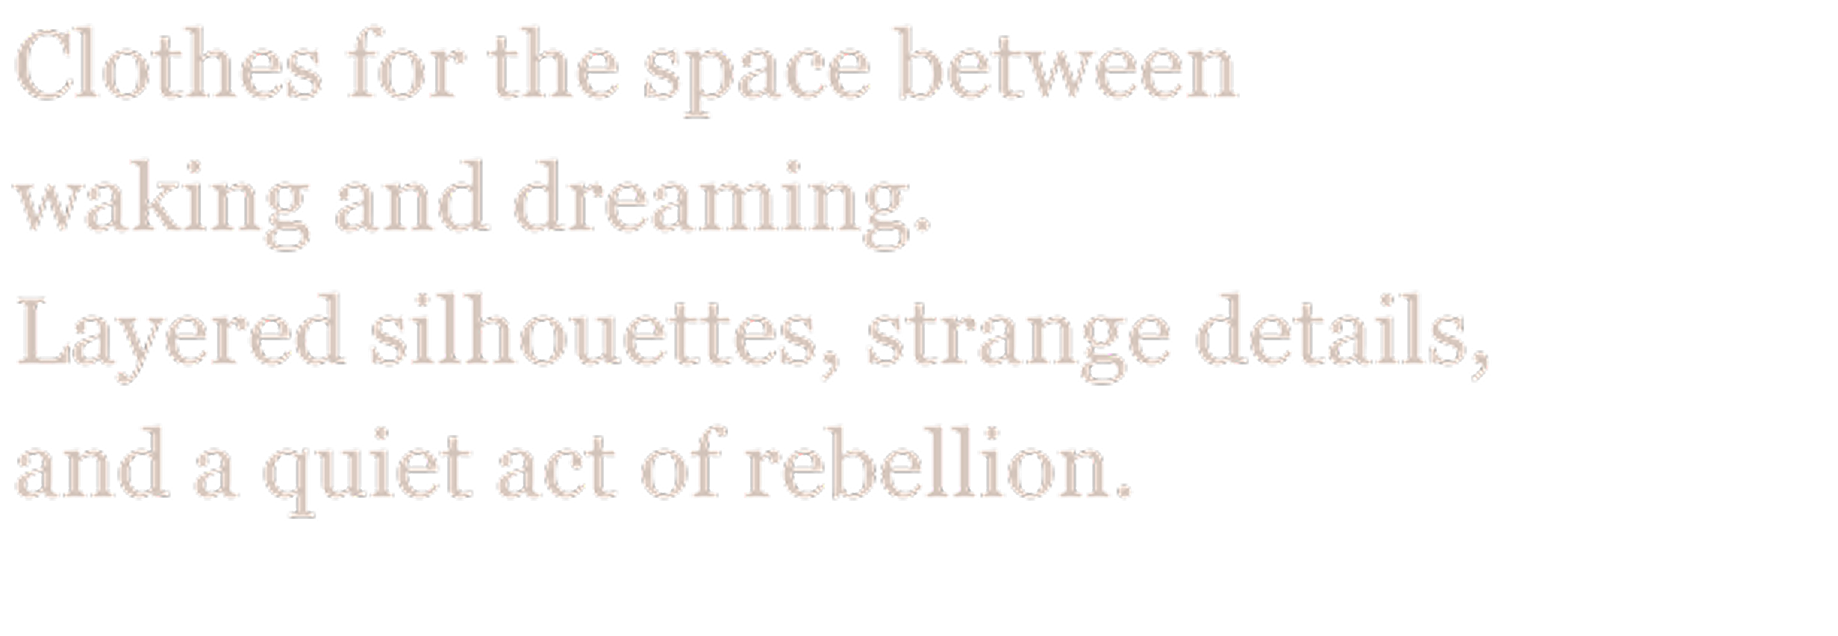 Clothes for the space between
waking and dreaming.
Layered silhouettes, strange details,
and a quiet act of rebellion.